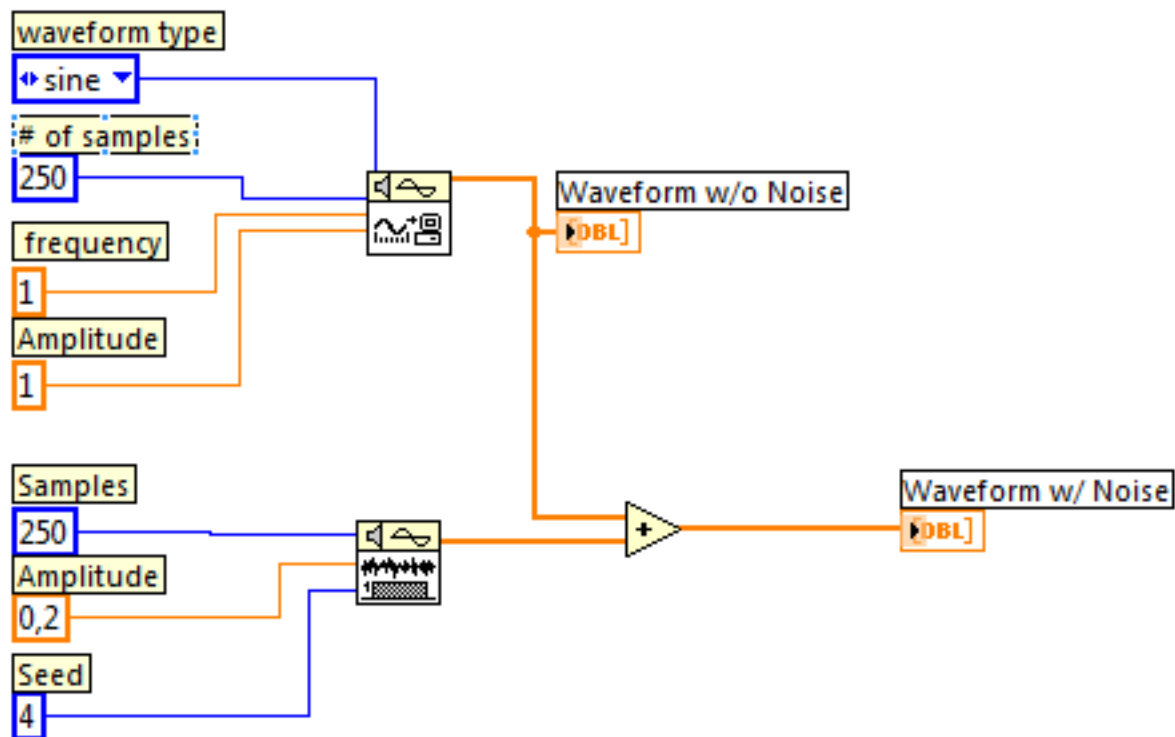 waveform type
sine
# of samples
250
frequency
1
Amplitude
1
Waveform w/o Noise
[DBL]
Samples
250
Amplitude
0,2
Seed
4
+
Waveform w/ Noise
[DBL]